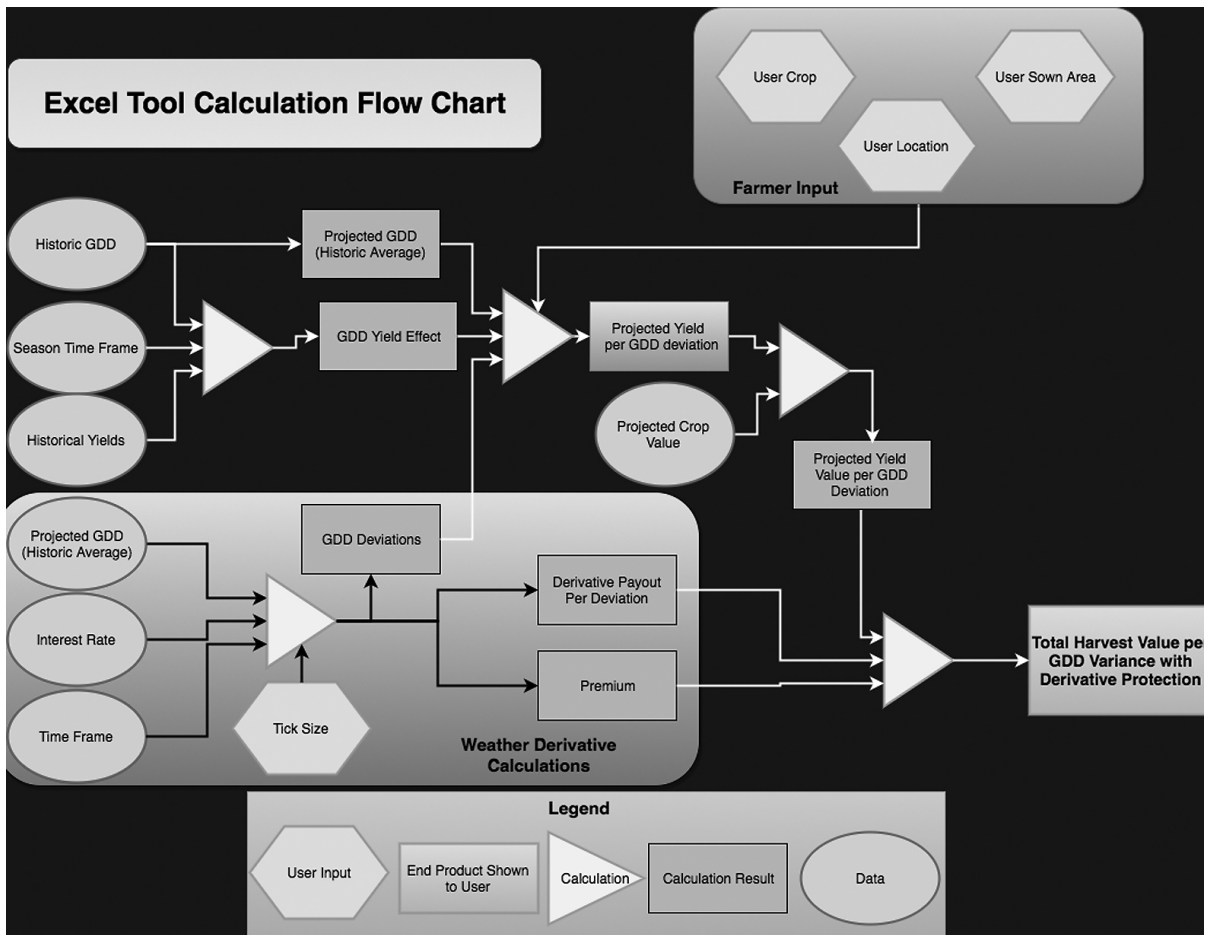 Excel Tool Calculation Flow Chart
User Crop
User Sown Area
User Location
Farmer Input
Historic GDD
Projected GDD
(Historic Average)
Season Time Frame
GDD Yield Effect
Projected Yield
per GDD deviation
Historical Yields
Projected Crop
Value
Projected Yield
Value per GDD
Deviation
Projected GDD
(Historic Average)
GDD Deviations
Interest Rate
Derivative Payout
Per Deviation
Time Frame
Tick Size
Premium
Weather Derivative
Calculations
Total Harvest Value pe
GDD Variance with
Derivative Protection
Legend
User Input
End Product Shown
to User
Calculation
Calculation Result
Data